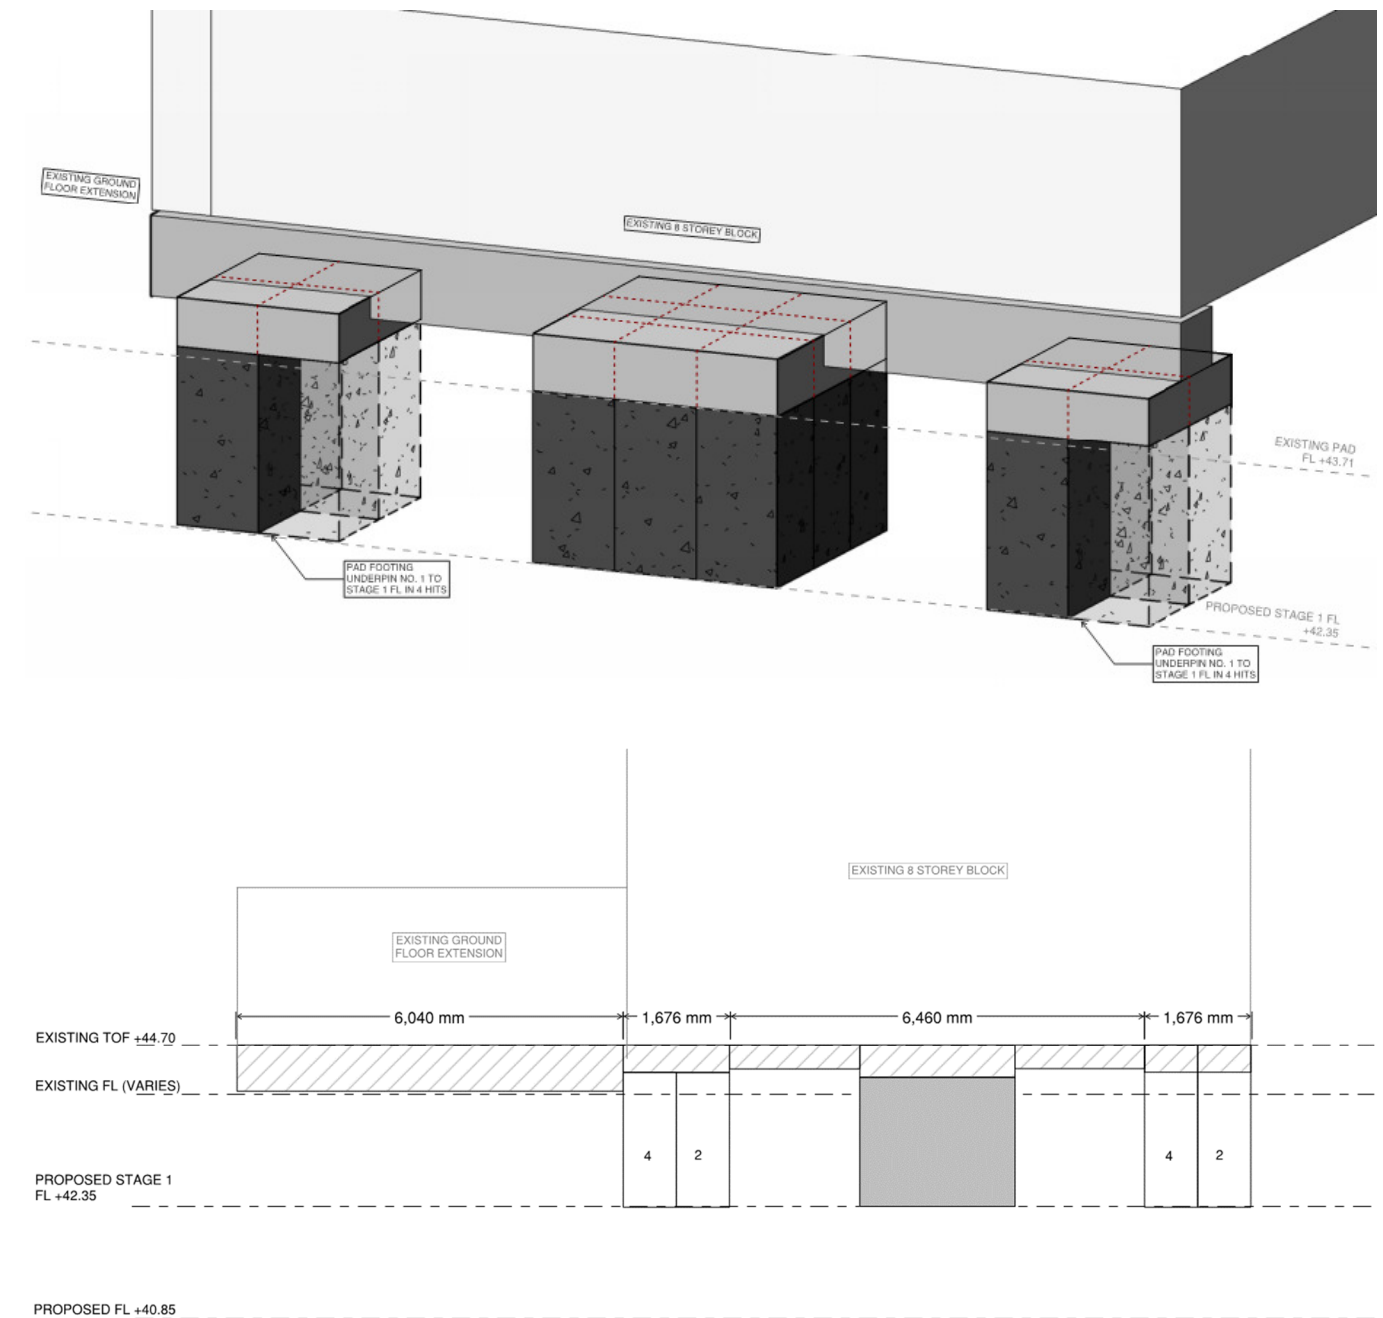 EXISTING GROUND
FLOOR EXTENSION
EXISTING 8 STOREY BLOCK
EXISTING PAD
FL +43.71
PAD FOOTING
UNDERPIN NO. 1 TO
STAGE 1 FL IN 4 HITS
PROPOSED STAGE 1 FL
+42.35
PAD FOOTING
UNDERPIN NO. 1 TO
STAGE 1 FL IN 4 HITS
EXISTING 8 STOREY BLOCK
EXISTING GROUND
FLOOR EXTENSION
6,040 mm
1,676 mm
6,460 mm
1,676 mm
EXISTING TOF +44.70
EXISTING FL (VARIES)
4
2
4
2
PROPOSED STAGE 1
FL +42.35
PROPOSED FL +40.85